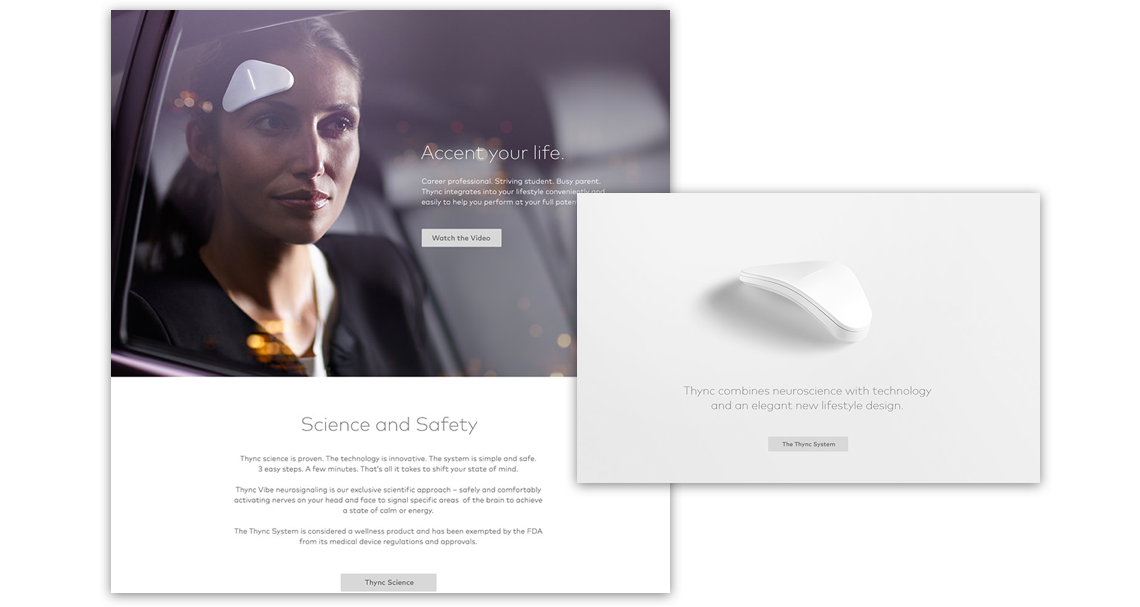 Accent your life.
Career professional. Striving student. Busy parent.
Thync integrates into your lifestyle conveniently and
easily to help you perform at your full poten
Watch the Video
Science and Safety
Thync science is proven. The technology is innovative. The system is simple and safe.
3 easy steps. A few minutes. That's all it takes to shift your state of mind.
Thync Vibe neurosignaling is our exclusive scientific approach – safely and comfortably
activating nerves on your head and face to signal specific areas of the brain to achieve
a state of calm or energy.
The Thync System is considered a wellness product and has been exempted by the FDA
from its medical device regulations and approvals.
Thync Science
Thync combines neuroscience with technology
and an elegant new lifestyle design.
The Thync System